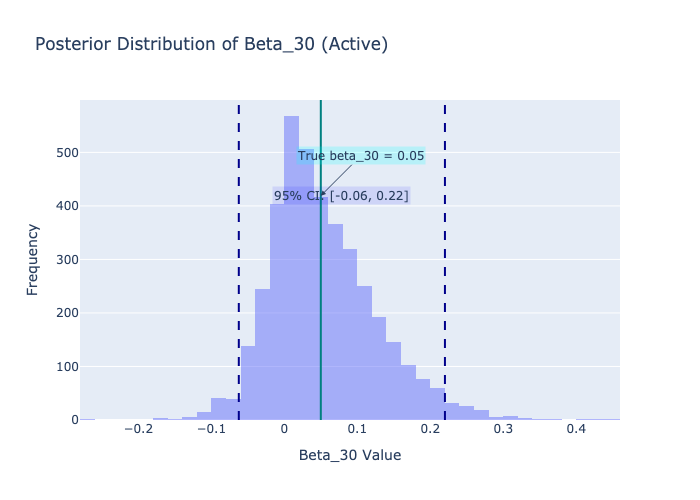 Posterior Distribution of Beta_30 (Active)
500
400
300
200
100
0
Frequency
True beta_30 = 0.05
95% CI: [-0.06, 0.22]
−0.2
−0.1
0
0.1
0.2
0.3
0.4
Beta_30 Value